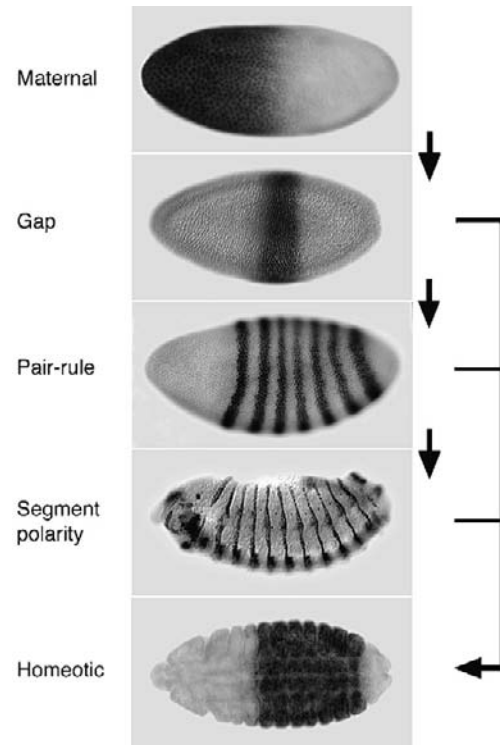 Maternal
Gap
Pair-rule
Segment
polarity
Homeotic